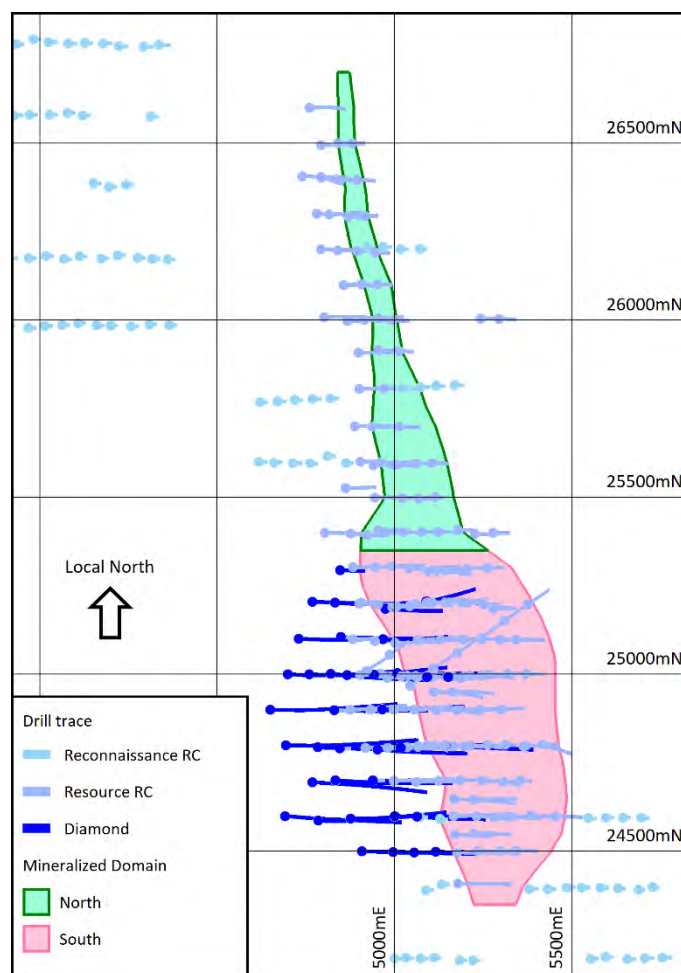 26500mN
26000mN
25500mN
Local North
25000mN
Drill trace
Reconnaissance RC
Resource RC
Diamond
Mineralized Domain
North
South
24500mN
5000mE
5500mE